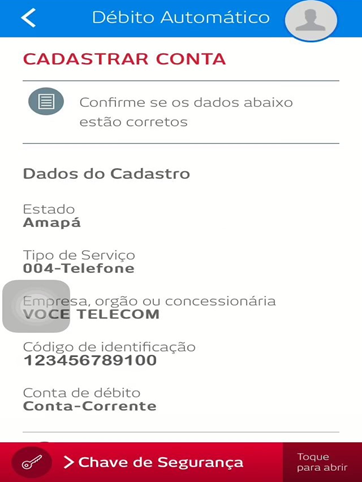 Débito Automático
CADASTRAR CONTA
Confirme se os dados abaixo
estão corretos
Dados do Cadastro
Estado
Amapá
Tipo de Serviço
004-Telefone
Empresa, orgão ou concessionária
VOCE TELECOM
Código de identificação
123456789100
Conta de débito
Conta-Corrente
Chave de Segurança
Toque
para abrir